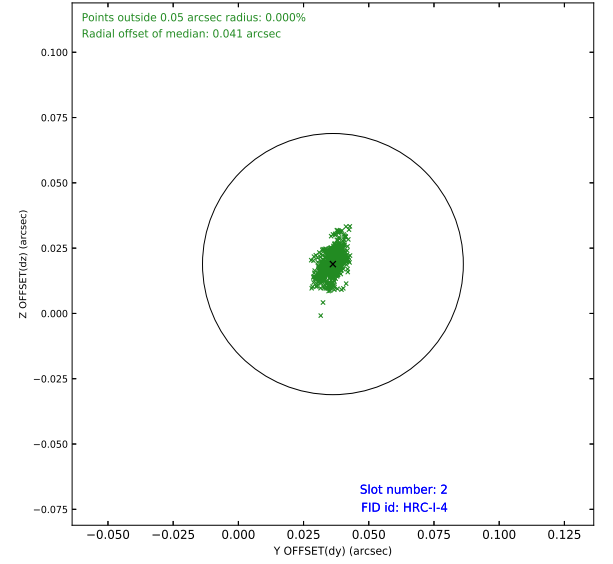 Points outside 0.05 arcsec radius: 0.000%
Radial offset of median: 0.041 arcsec
0.100
0.075
0.050
0.025
0.000
−0.025
−0.050
−0.075
Z OFFSET(dz) (arcsec)
Slot number: 2
FID id: HRC-I-4
−0.050 −0.025 0.000 0.025 0.050 0.075 0.100 0.125
Y OFFSET(dy) (arcsec)